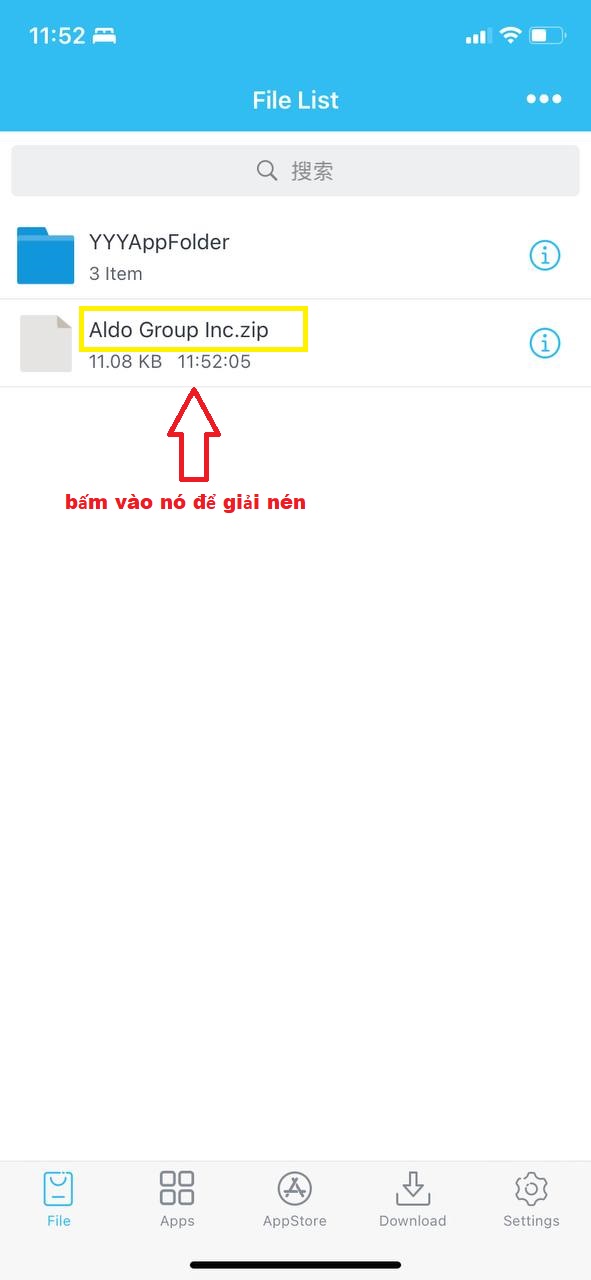 11:52
File List
搜索
YYYAppFolder
3 Item
Aldo Group Inc.zip
11.08 KB 11:52:05
bấm vào nó để giải nén
File Apps AppStore Download Settings